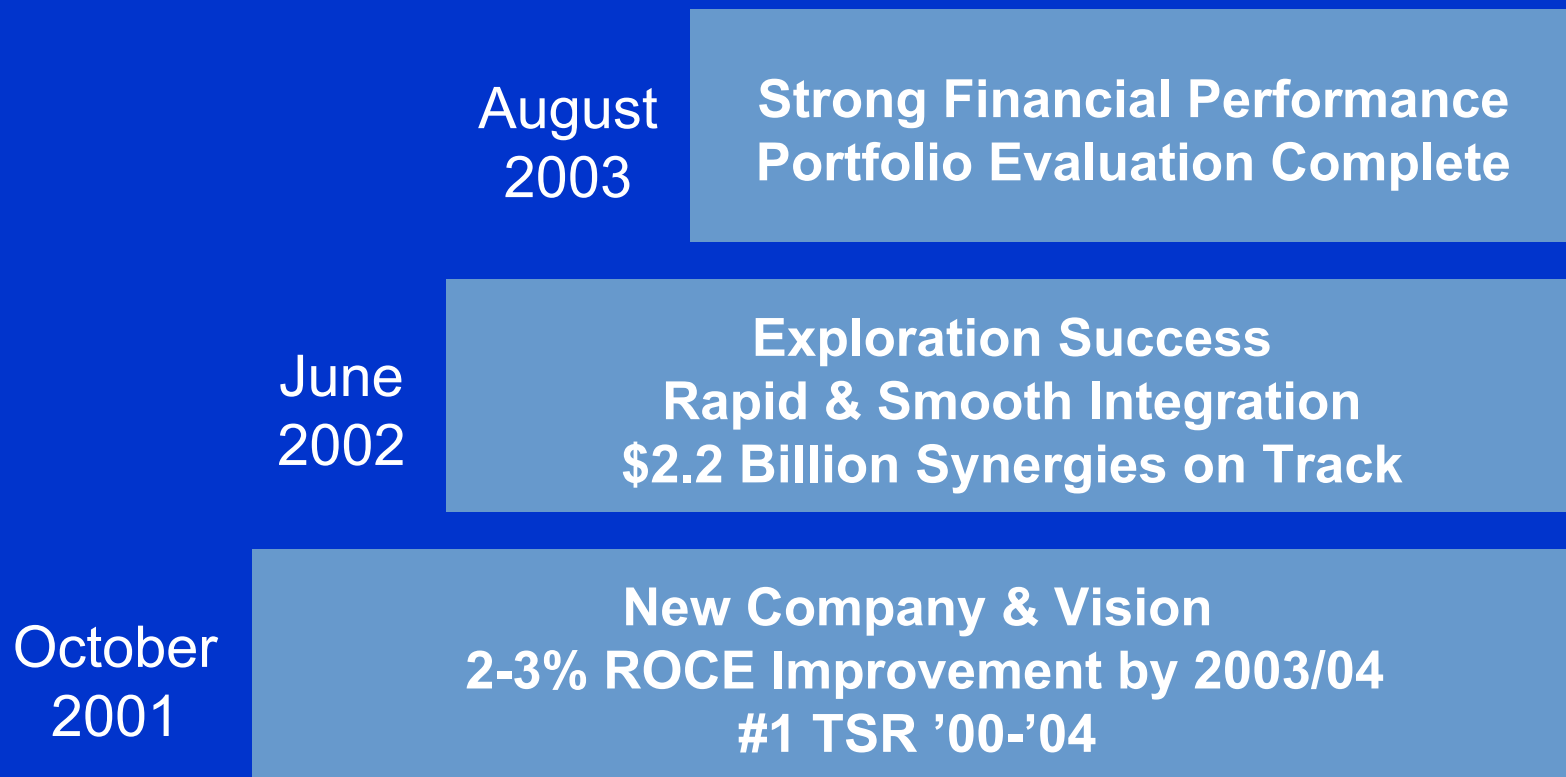 August
2003
Strong Financial Performance
Portfolio Evaluation Complete
June
2002
Exploration Success
Rapid & Smooth Integration
$2.2 Billion Synergies on Track
October
2001
New Company & Vision
2-3% ROCE Improvement by 2003/04
#1 TSR ’00-’04